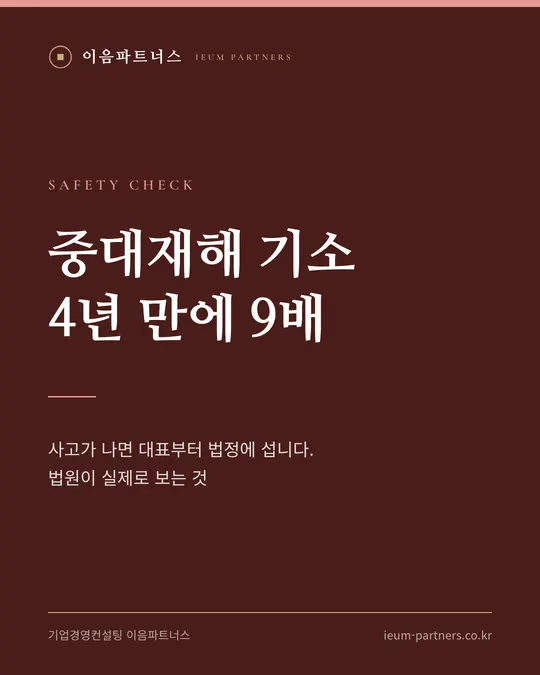 이음파트너스 IEUM PARTNERS
SAFETY CHECK
중대재해 기소
4년 만에 9배
사고가 나면 대표부터 법정에 섭니다.
법원이 실제로 보는 것
기업경영컨설팅 이음파트너스
ieum-partners.co.kr